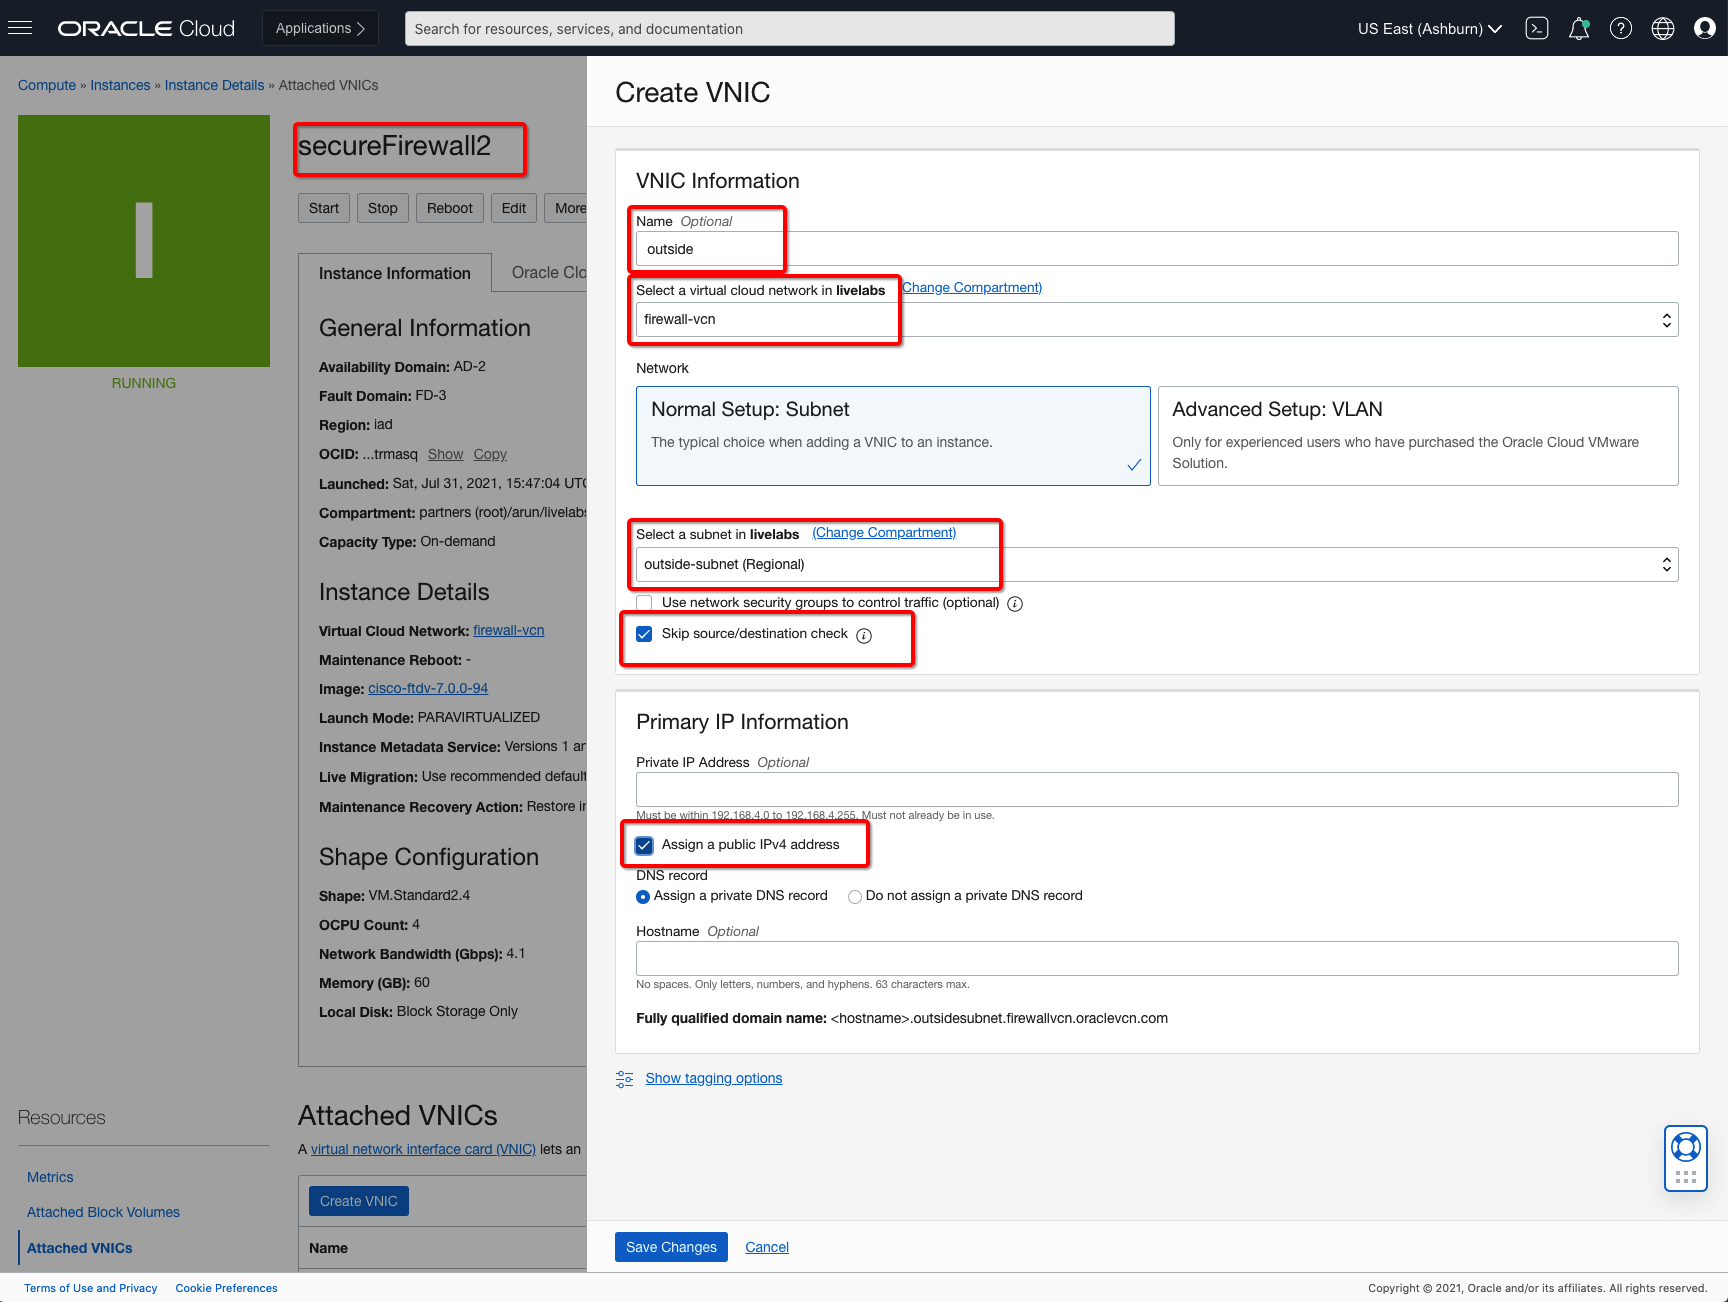 ORACLE Cloud
Applications
Search for resources, services, and documentation
US East (Ashburn)
Compute » Instances » Instance Details » Attached VNICs
I
RUNNING
secureFirewall2
Start Stop Reboot Edit More
Instance Information
Oracle Clo
General Information
Availability Domain: AD-2
Fault Domain: FD-3
Region: iad
OCID: ...trmasq Show Copy
Launched: Sat, Jul 31, 2021, 15:47:04 UTC
Compartment: partners (root)/arun/livelabs
Capacity Type: On-demand
Instance Details
Virtual Cloud Network: firewall-vcn
Maintenance Reboot: -
Image: cisco-ftdv-7.0.0-94
Launch Mode: PARAVIRTUALIZED
Instance Metadata Service: Versions 1 an
Live Migration: Use recommended default
Maintenance Recovery Action: Restore in
Shape Configuration
Shape: VM.Standard2.4
OCPU Count: 4
Network Bandwidth (Gbps): 4.1
Memory (GB): 60
Local Disk: Block Storage Only
Resources
Metrics
Attached Block Volumes
Attached VNICs
Attached VNICs
A virtual network interface card (VNIC) lets an
Create VNIC
Name
Create VNIC
VNIC Information
Name Optional
outside
Select a virtual cloud network in livelabs
Change Compartment)
firewall-vcn
Network
Normal Setup: Subnet
The typical choice when adding a VNIC to an instance.
Advanced Setup: VLAN
Only for experienced users who have purchased the Oracle Cloud VMware
Solution.
Select a subnet in livelabs (Change Compartment)
outside-subnet (Regional)
Use network security groups to control traffic (optional)
Skip source/destination check
Primary IP Information
Private IP Address Optional
Must be within 192.168.4.0 to 192.168.4.255. Must not already be in use.
Assign a public IPv4 address
DNS record
Assign a private DNS record
Do not assign a private DNS record
Hostname Optional
No spaces. Only letters, numbers, and hyphens. 63 characters max.
Fully qualified domain name: <hostname>.outsidesubnet.firewallvcn.oraclevcn.com
Show tagging options
Save Changes Cancel
Terms of Use and Privacy Cookie Preferences
Copyright © 2021, Oracle and/or its affiliates. All rights reserved.